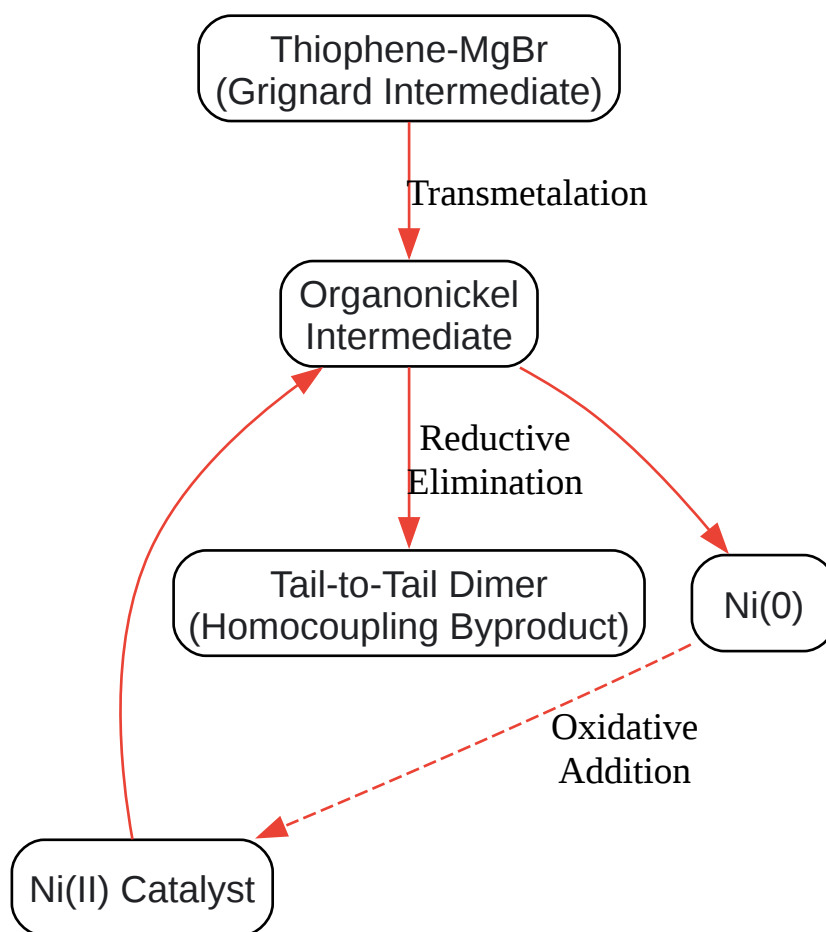 Thiophene-MgBr
(Grignard Intermediate)
Transmetalation
Organonickel
Intermediate
Reductive
Elimination
Tail-to-Tail Dimer
(Homocoupling Byproduct)
Ni(0)
Oxidative
Addition
Ni(II) Catalyst